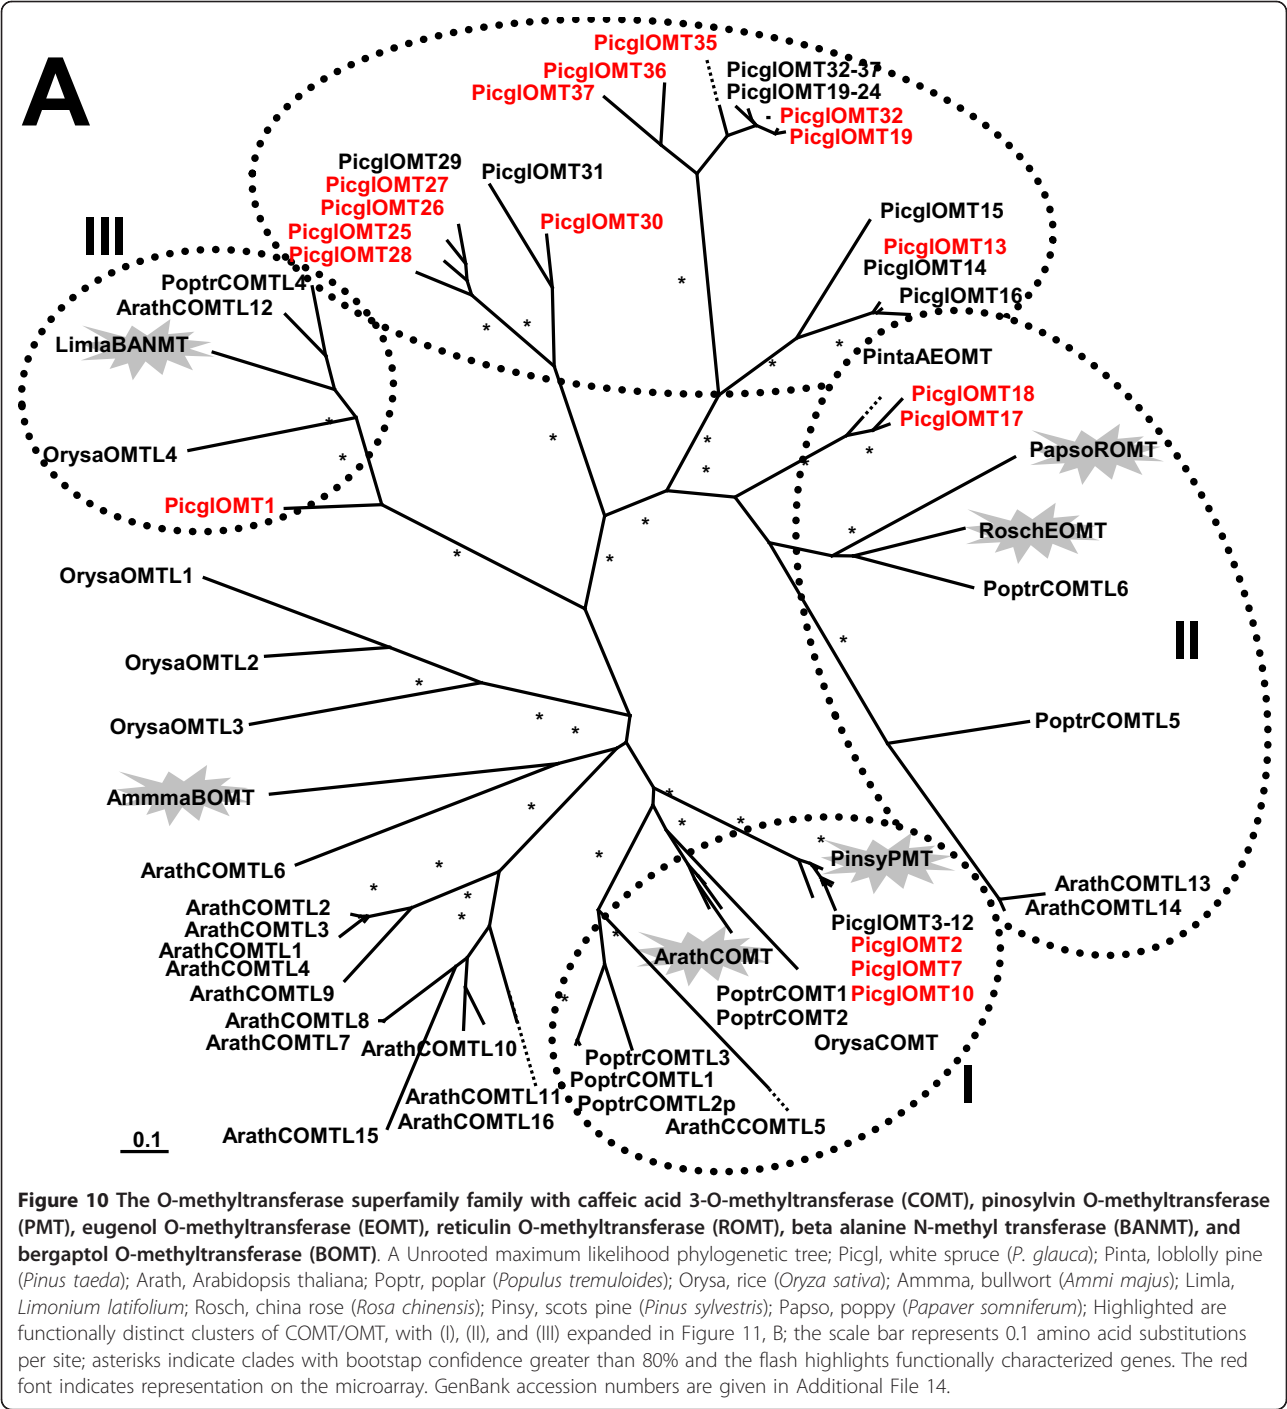 A
PicglOMT35
PicglOMT36
PicglOMT37
PicglOMT32-37
PicglOMT19-24
PicglOMT32
PicglOMT19
PicglOMT29
PicglOMT27
PicglOMT26
PicglOMT25
PicglOMT28
PicglOMT31
PicglOMT30
PicglOMT15
PicglOMT13
PicglOMT14
PicglOMT16
III
PoptrCOMTL4
ArathCOMTL12
LimlaBANMT
OrysaOMTL4
PicglOMT1
PintaAEOMT
PicglOMT18
PicglOMT17
PapsoROMT
RoschEOMT
PoptrCOMTL6
II
PoptrCOMTL5
ArathCOMTL13
ArathCOMTL14
OrysaOMTL1
OrysaOMTL2
OrysaOMTL3
AmmmaBOMT
ArathCOMTL6
ArathCOMTL2
ArathCOMTL3
ArathCOMTL1
ArathCOMTL4
ArathCOMTL9
ArathCOMTL8
ArathCOMTL7
ArathCOMTL10
ArathCOMTL11
ArathCOMTL16
ArathCOMTL15
PinsyPMT
PicglOMT3-12
PicglOMT2
PicglOMT7
PicglOMT10
ArathCOMT
PoptrCOMT1
PoptrCOMT2
OrysaCOMT
PoptrCOMTL3
PoptrCOMTL1
PoptrCOMTL2p
ArathCCOMTL5
I
0.1
Figure 10 The O-methyltransferase superfamily family with caffeic acid 3-O-methyltransferase (COMT), pinosylvin O-methyltransferase
(PMT), eugenol O-methyltransferase (EOMT), reticulin O-methyltransferase (ROMT), beta alanine N-methyl transferase (BANMT), and
bergaptol O-methyltransferase (BOMT). A Unrooted maximum likelihood phylogenetic tree; Picgl, white spruce (P. glauca); Pinta, loblolly pine
(Pinus taeda); Arath, Arabidopsis thaliana; Poptr, poplar (Populus tremuloides); Orysa, rice (Oryza sativa); Ammma, bullwort (Ammi majus); Limla,
Limonium latifolium; Rosch, china rose (Rosa chinensis); Pinsy, scots pine (Pinus sylvestris); Papso, poppy (Papaver somniferum); Highlighted are
functionally distinct clusters of COMT/OMT, with (I), (II), and (III) expanded in Figure 11, B; the scale bar represents 0.1 amino acid substitutions
per site; asterisks indicate clades with bootstap confidence greater than 80% and the flash highlights functionally characterized genes. The red
font indicates representation on the microarray. GenBank accession numbers are given in Additional File 14.